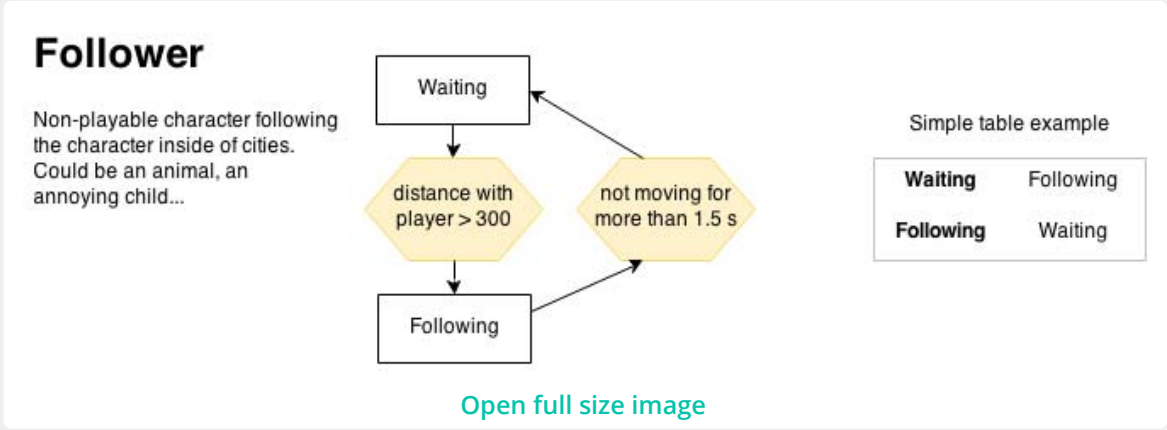 Follower
Non-playable character following
the character inside of cities.
Could be an animal, an
annoying child...
Waiting
distance with
player > 300
not moving for
more than 1.5 s
Following
Simple table example
Waiting Following
Following Waiting
Open full size image